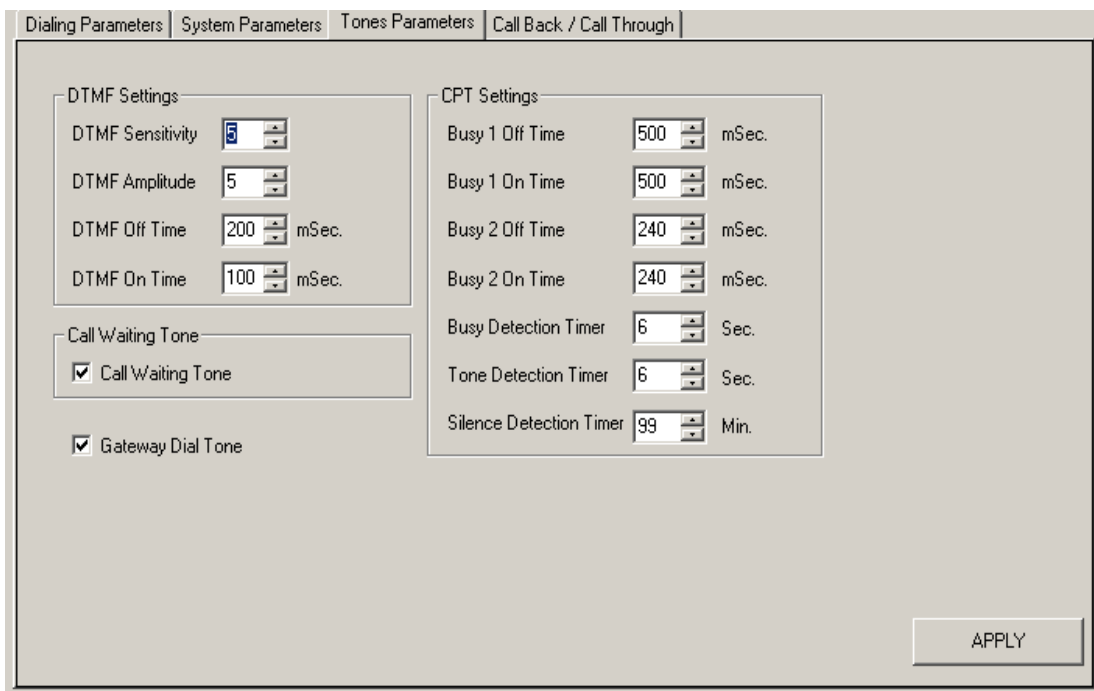 Dialing Parameters System Parameters Tones Parameters Call Back / Call Through
DTMF Settings
DTMF Sensitivity 5
DTMF Amplitude 5
DTMF Off Time 200 mSec.
DTMF On Time 100 mSec.
Call Waiting Tone
Call Waiting Tone
Gateway Dial Tone
CPT Settings
Busy 1 Off Time 500 mSec.
Busy 1 On Time 500 mSec.
Busy 2 Off Time 240 mSec.
Busy 2 On Time 240 mSec.
Busy Detection Timer 6 Sec.
Tone Detection Timer 6 Sec.
Silence Detection Timer 99 Min.
APPLY